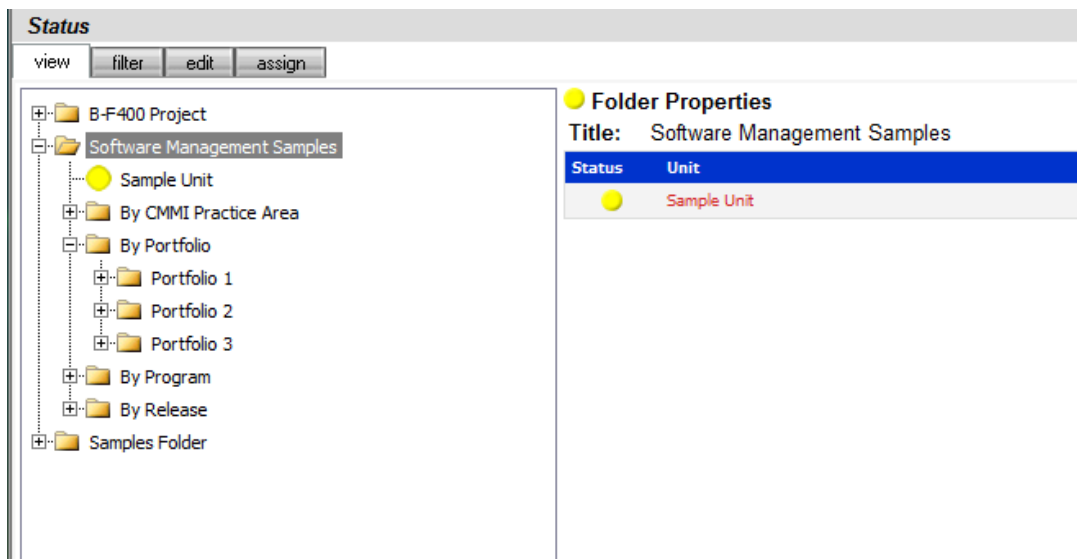 Status
view filter edit assign
B-F400 Project
Software Management Samples
Sample Unit
By CMMI Practice Area
By Portfolio
Portfolio 1
Portfolio 2
Portfolio 3
By Program
By Release
Samples Folder
Folder Properties
Title: Software Management Samples
Status Unit
Sample Unit